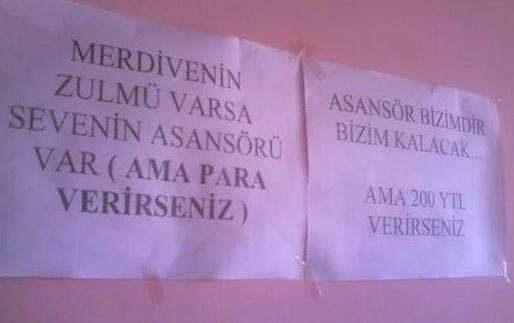 MERDİVENİN
ZULMÜ VARSA
SEVENİN ASANSÖRÜ
VAR ( AMA PARA
VERİRSENİZ )
ASANSÖR BİZİMDİR
BİZİM KALACAK...
AMA 200 YTL
VERİRSENİZ